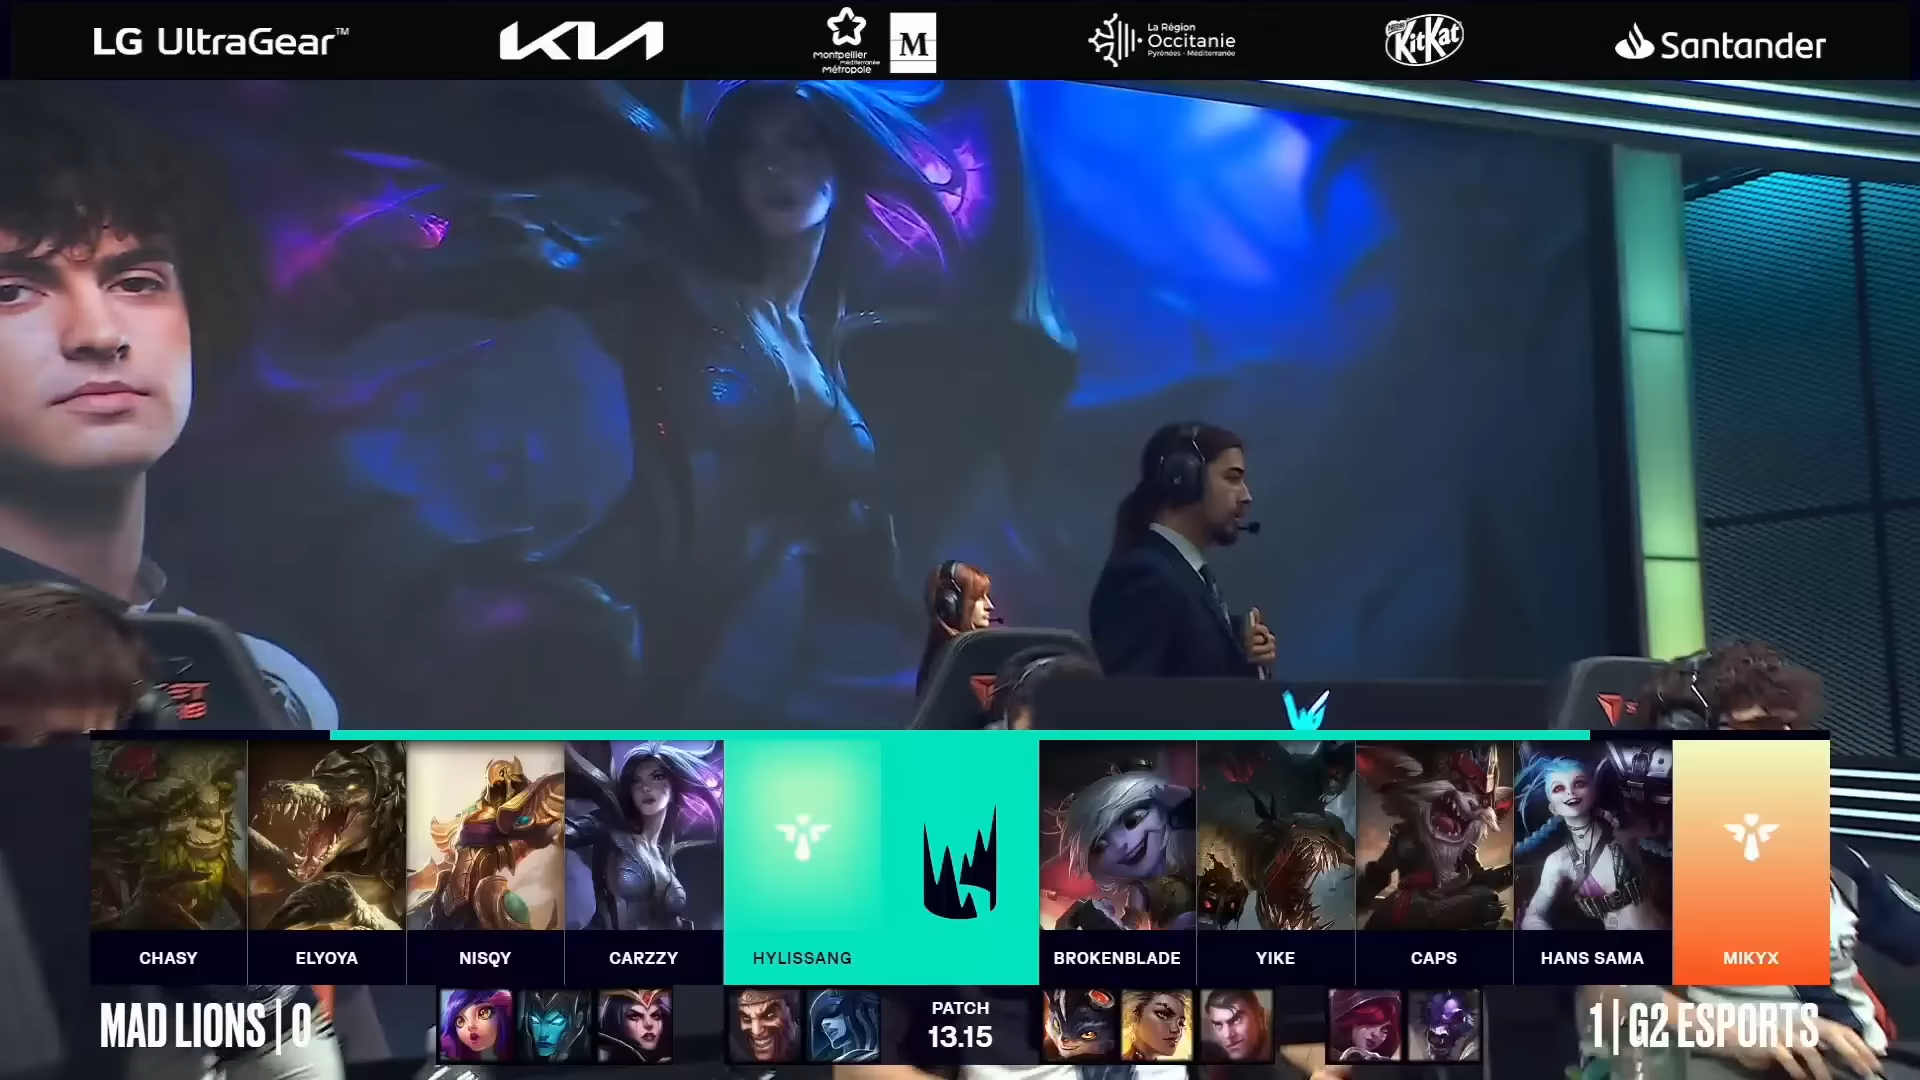 LG UltraGear™
KIA
Montpellier
méditerranée
métropole
M
La Région
Occitanie
Pyrénées - Méditerranée
Nestlé
KitKat
Santander
CHASY
ELYOYA
NISQY
CARZZY
HYLISSANG
BROKENBLADE
YIKE
CAPS
HANS SAMA
MIKYX
MAD LIONS | 0
PATCH
13.15
1 | G2 ESPORTS